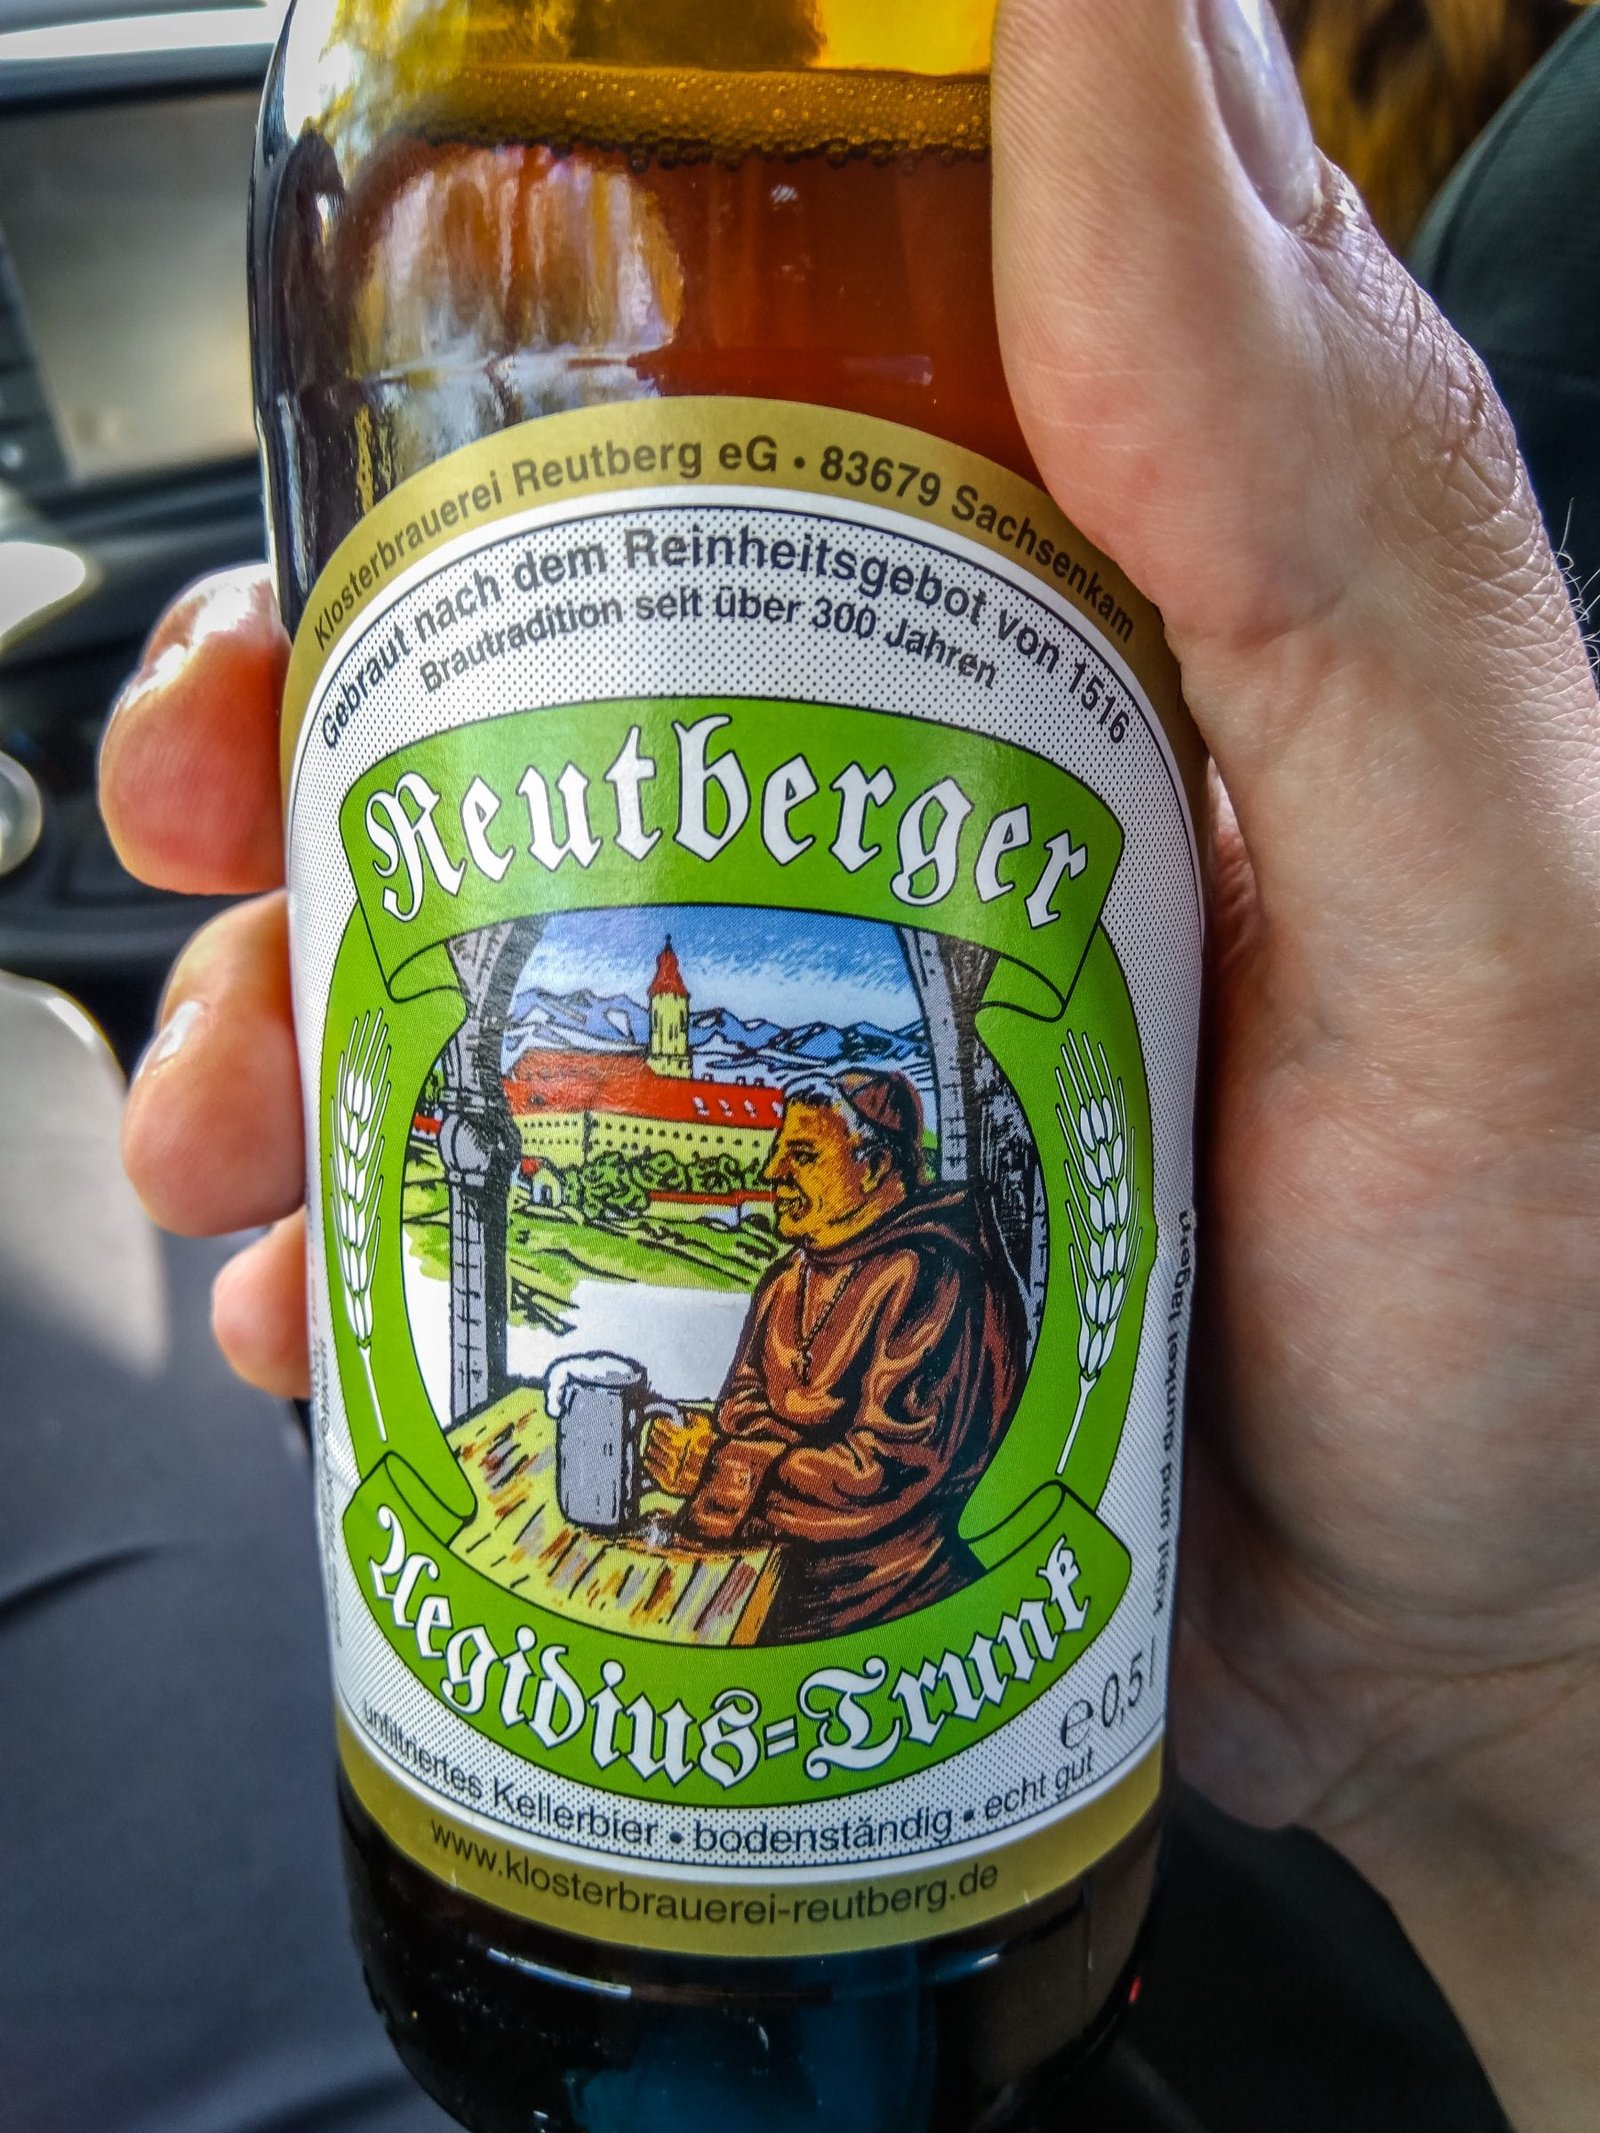 Klosterbrauerei Reutberg eG • 83679 Sachsenkam
Gebraut nach dem Reinheitsgebot von 1516
Brautradition seit über 300 Jahren
Reutberger
Aegidius=Trunk
e 0,5 l
unfiltriertes Kellerbier • bodenständig • echt gut
www.klosterbrauerei-reutberg.de
kühl und dunkel lagern